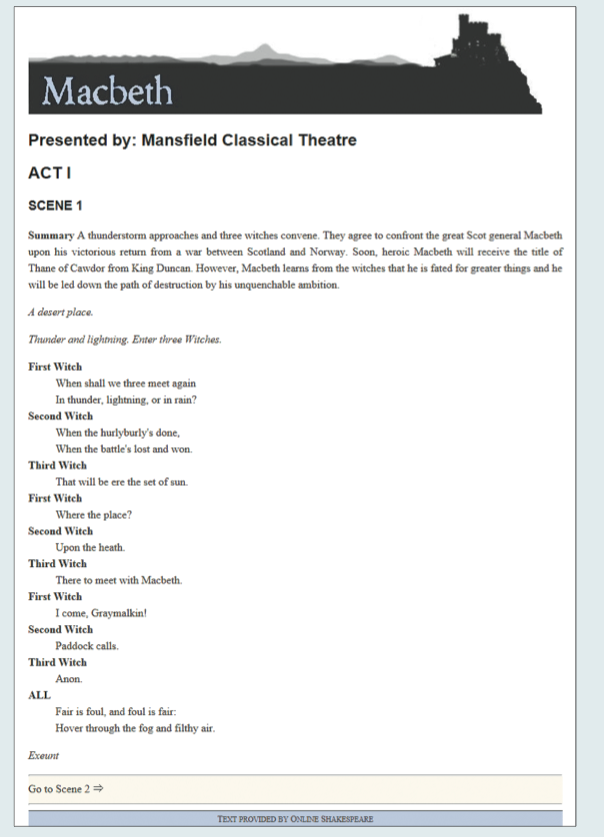 Macbeth
Presented by: Mansfield Classical Theatre
ACT I
SCENE 1
Summary A thunderstorm approaches and three witches convene. They agree to confront the great Scot general Macbeth
upon his victorious return from a war between Scotland and Norway. Soon, heroic Macbeth will receive the title of
Thane of Cawdor from King Duncan. However, Macbeth learns from the witches that he is fated for greater things and he
will be led down the path of destruction by his unquenchable ambition.
A desert place.
Thunder and lightning. Enter three Witches.
First Witch
When shall we three meet again
In thunder, lightning, or in rain?
Second Witch
When the hurlyburly's done,
When the battle's lost and won.
Third Witch
That will be ere the set of sun.
First Witch
Where the place?
Second Witch
Upon the heath.
Third Witch
There to meet with Macbeth.
First Witch
I come, Graymalkin!
Second Witch
Paddock calls.
Third Witch
Anon.
ALL
Fair is foul, and foul is fair:
Hover through the fog and filthy air.
Exeunt
Go to Scene 2 ⇒
TEXT PROVIDED BY ONLINE SHAKESPEARE